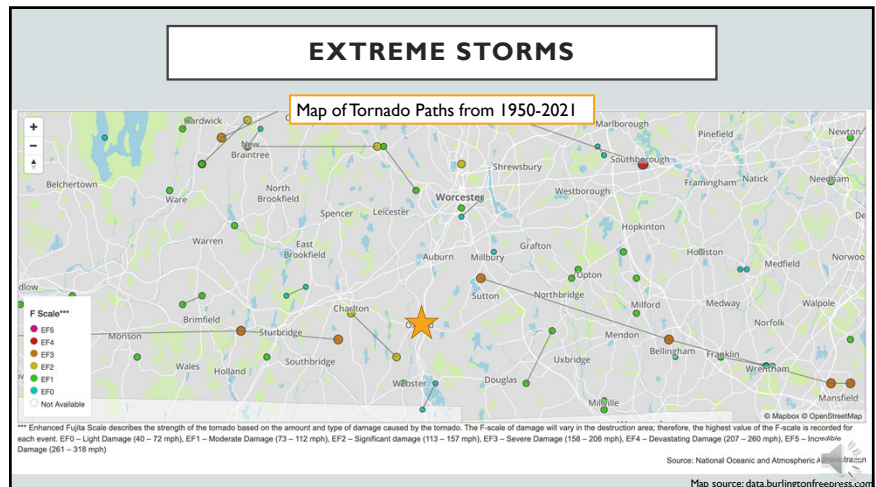 EXTREME STORMS
Map of Tornado Paths from 1950-2021
+
−
Hardwick
Marlborough
Pinefield
Newton
New
Braintree
Southborough
Shrewsbury
Framingham
Natick
Needham
Belchertown
North
Brookfield
Westborough
Ware
Worcester
Spencer
Leicester
Hopkinton
Warren
East
Brookfield
Auburn
Millbury
Grafton
Holliston
Medfield
Norwoo
Upton
dlow
Sutton
Northbridge
Milford
Medway
Walpole
Brimfield
Charlton
Norfolk
Monson
Sturbridge
Mendon
Bellingham
Franklin
Southbridge
Uxbridge
Wales
Holland
Wrentham
Webster
Douglas
Mansfield
Millville
F Scale***
EF5
EF4
EF3
EF2
EF1
EF0
Not Available
© Mapbox © OpenStreetMap
*** Enhanced Fujita Scale describes the strength of the tornado based on the amount and type of damage caused by the tornado. The F-scale of damage will vary in the destruction area; therefore, the highest value of the F-scale is recorded for
each event. EF0 – Light Damage (40 – 72 mph), EF1 – Moderate Damage (73 – 112 mph), EF2 – Significant damage (113 – 157 mph), EF3 – Severe Damage (158 – 206 mph), EF4 – Devastating Damage (207 – 260 mph), EF5 – Incredible
Damage (261 – 318 mph)
Source: National Oceanic and Atmospheric Administration
Map source: data.burlingtonfreepress.com